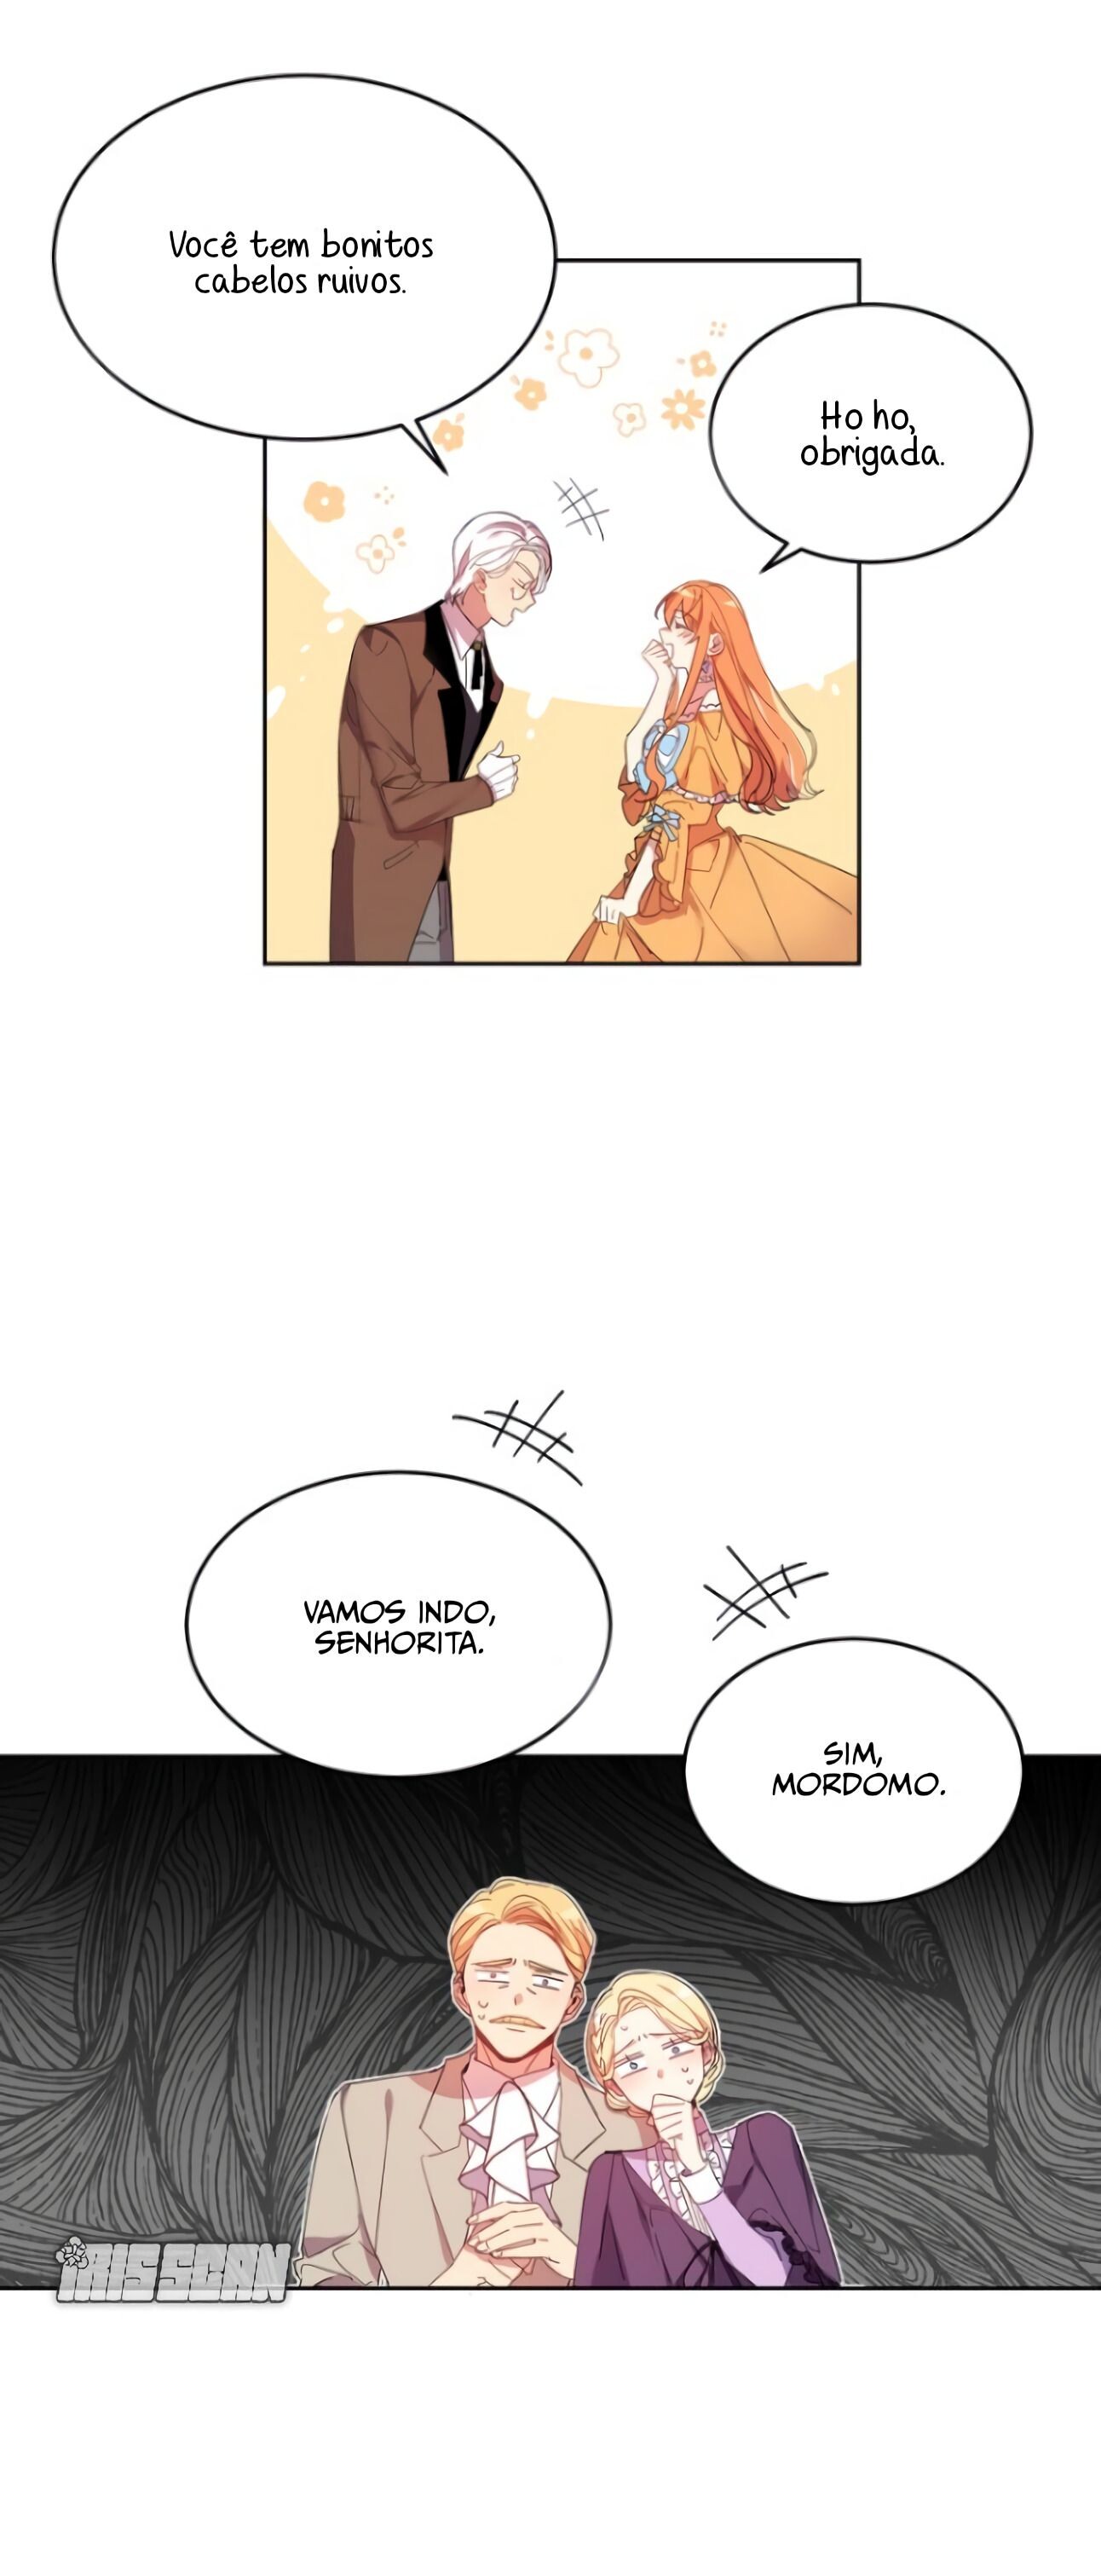 Você tem bonitos
cabelos ruivos.
Ho ho,
obrigada.
VAMOS INDO,
SENHORITA.
SIM,
MORDOMO.
IRIS SCAN